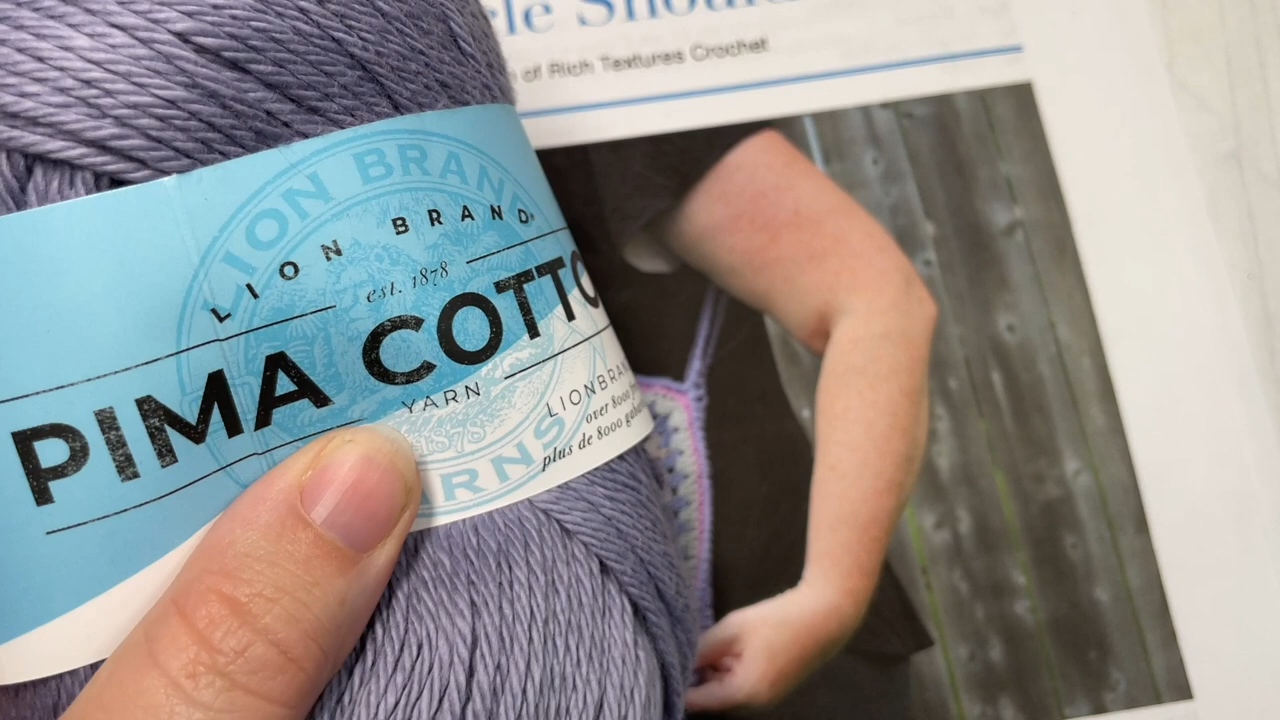 of Rich Textures Crochet
LION BRAND
LION BRAND
est. 1878
PIMA COTTO
YARN
LIONBRAN
1878
over 8000
plus de 8000